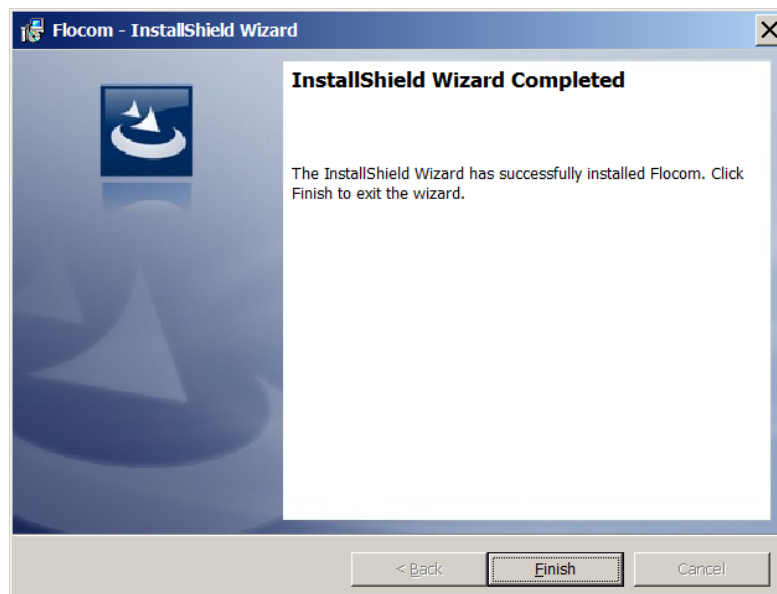 Flocom - InstallShield Wizard
InstallShield Wizard Completed
The InstallShield Wizard has successfully installed Flocom. Click
Finish to exit the wizard.
< Back
Finish
Cancel